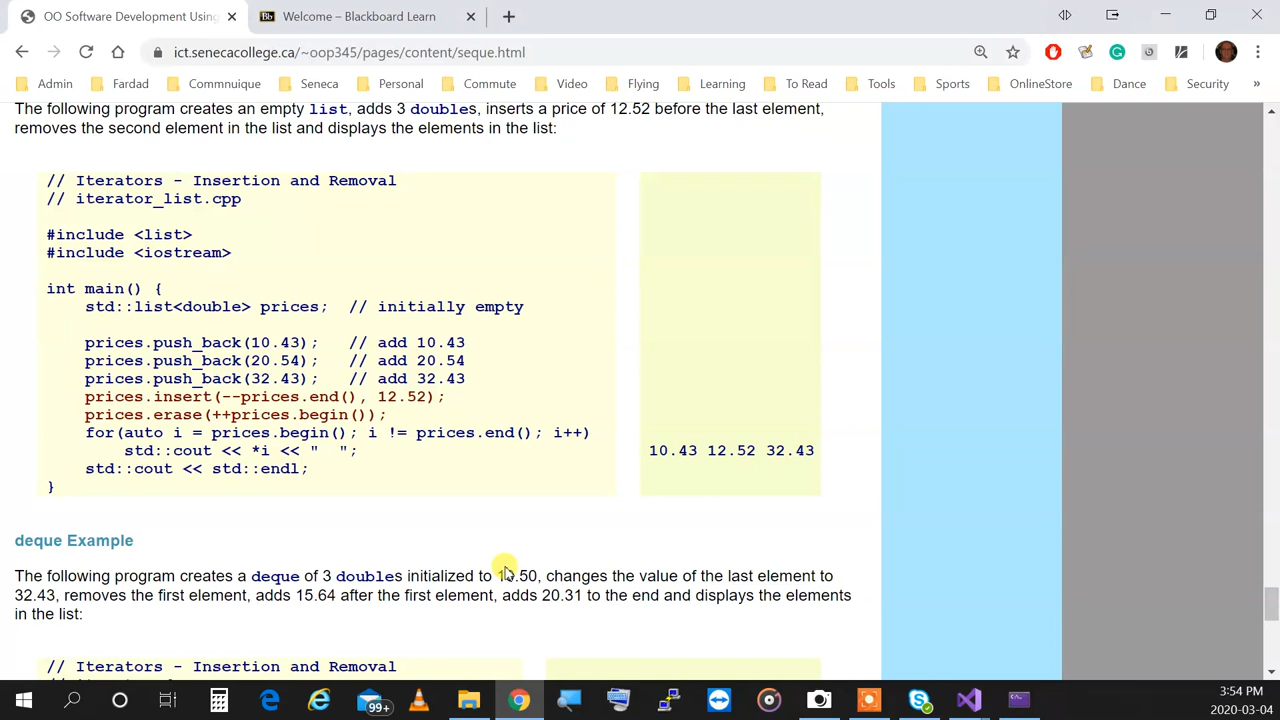 OO Software Development Using
Welcome – Blackboard Learn
ict.senecacollege.ca/~oop345/pages/content/seque.html
Admin Fardad Commnuique Seneca Personal Commute Video Flying Learning To Read Tools Sports OnlineStore Dance Security »
The following program creates an empty list, adds 3 doubles, inserts a price of 12.52 before the last element,
removes the second element in the list and displays the elements in the list:
// Iterators - Insertion and Removal
// iterator_list.cpp
#include <list>
#include <iostream>
int main() {
std::list<double> prices; // initially empty
prices.push_back(10.43); // add 10.43
prices.push_back(20.54); // add 20.54
prices.push_back(32.43); // add 32.43
prices.insert(--prices.end(), 12.52);
prices.erase(++prices.begin());
for(auto i = prices.begin(); i != prices.end(); i++)
std::cout << *i << "  "; 10.43 12.52 32.43
std::cout << std::endl;
}
deque Example
The following program creates a deque of 3 doubles initialized to 10.50, changes the value of the last element to
32.43, removes the first element, adds 15.64 after the first element, adds 20.31 to the end and displays the elements
in the list:
// Iterators - Insertion and Removal
99+
3:54 PM
2020-03-04